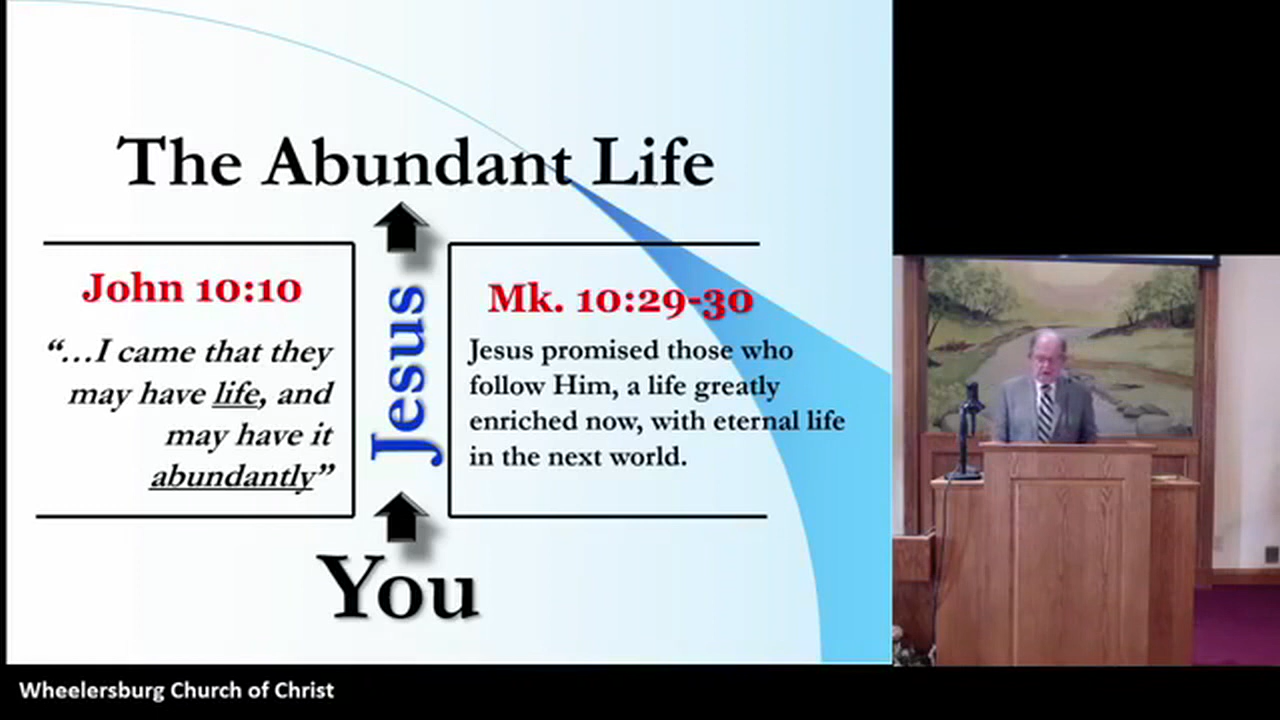 The Abundant Life
John 10:10
“...I came that they
may have life, and
may have it
abundantly”
Jesus
Mk. 10:29-30
Jesus promised those who
follow Him, a life greatly
enriched now, with eternal life
in the next world.
You
Wheelersburg Church of Christ